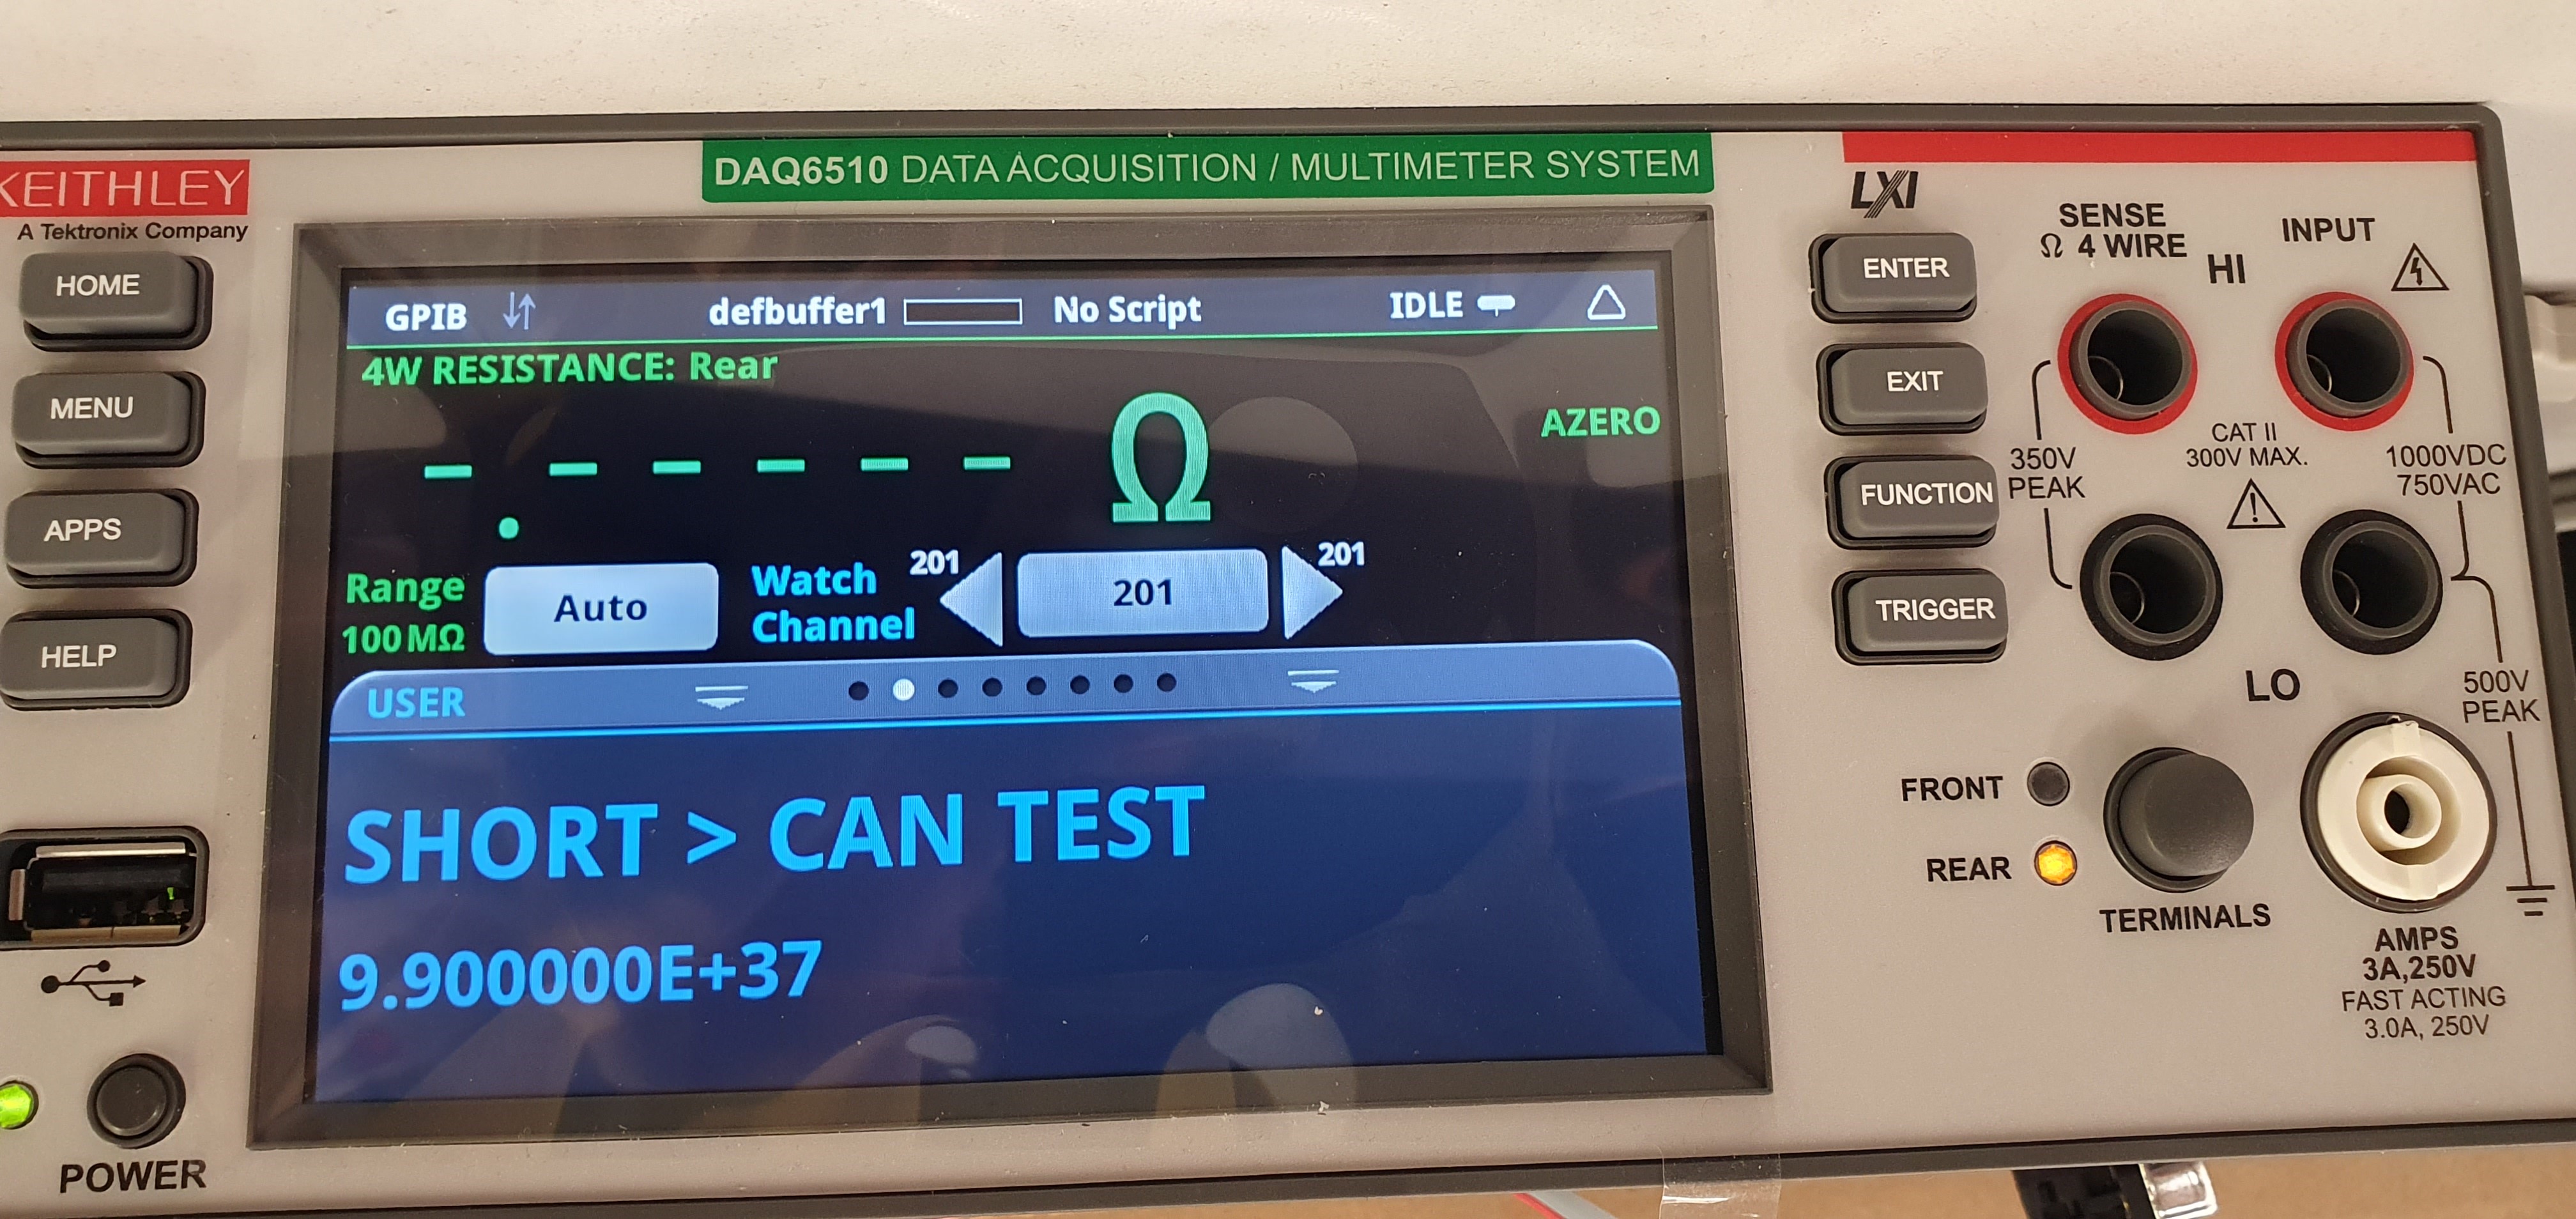 KEITHLEY
A Tektronix Company
DAQ6510 DATA ACQUISITION / MULTIMETER SYSTEM
LXI
HOME
MENU
APPS
HELP
POWER
GPIB defbuffer1 No Script IDLE
4W RESISTANCE: Rear
AZERO
- . - - - - - Ω
Range
100 MΩ
Auto
Watch
Channel
201
201
201
USER
SHORT > CAN TEST
9.900000E+37
ENTER
EXIT
FUNCTION
TRIGGER
SENSE
Ω 4 WIRE
HI
INPUT
350V
PEAK
CAT II
300V MAX.
1000VDC
750VAC
LO
500V
PEAK
FRONT
REAR
TERMINALS
AMPS
3A,250V
FAST ACTING
3.0A, 250V